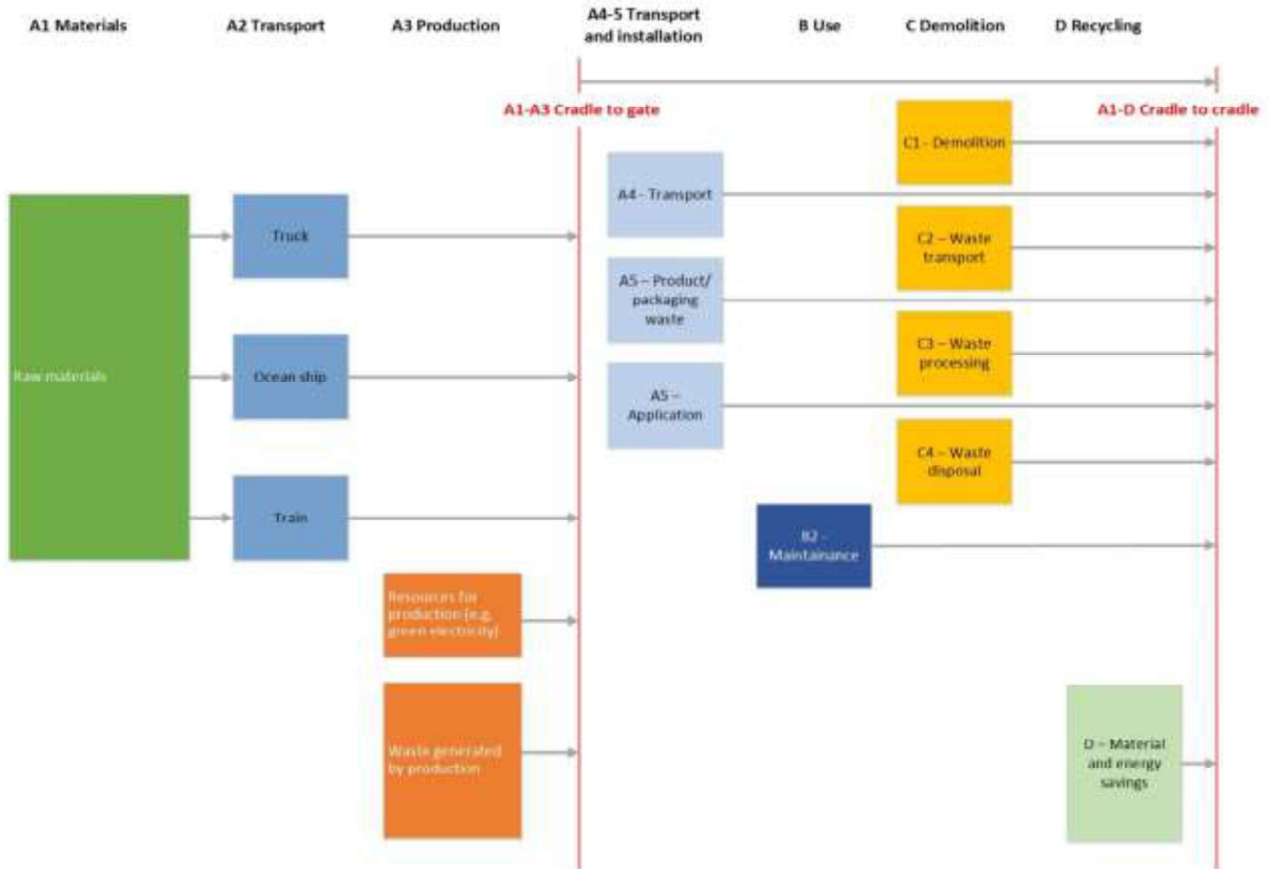 A1 Materials
A2 Transport
A3 Production
A4-5 Transport
and installation
B Use
C Demolition
D Recycling
A1-A3 Cradle to gate
A1-D Cradle to cradle
C1 - Demolition
A4 - Transport
Truck
C2 – Waste
transport
A5 – Product/
packaging
waste
C3 – Waste
processing
Raw materials
Ocean ship
A5 –
Application
C4 – Waste
disposal
Train
B2 -
Maintainance
Resources for
production (e.g.
green electricity)
Waste generated
by production
D – Material
and energy
savings